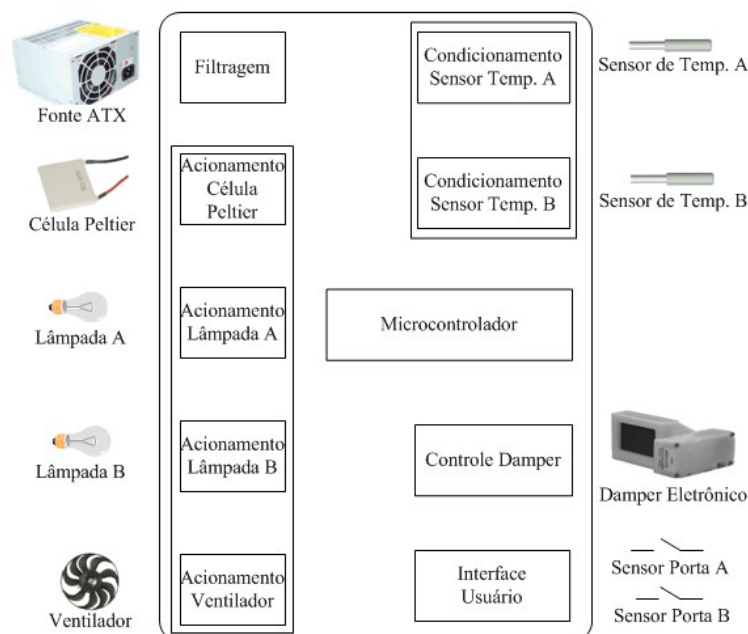 Fonte ATX
Célula Peltier
Lâmpada A
Lâmpada B
Ventilador
Filtragem
Acionamento
Célula
Peltier
Acionamento
Lâmpada A
Acionamento
Lâmpada B
Acionamento
Ventilador
Condicionamento
Sensor Temp. A
Condicionamento
Sensor Temp. B
Microcontrolador
Controle Damper
Interface
Usuário
Sensor de Temp. A
Sensor de Temp. B
Damper Eletrônico
Sensor Porta A
Sensor Porta B